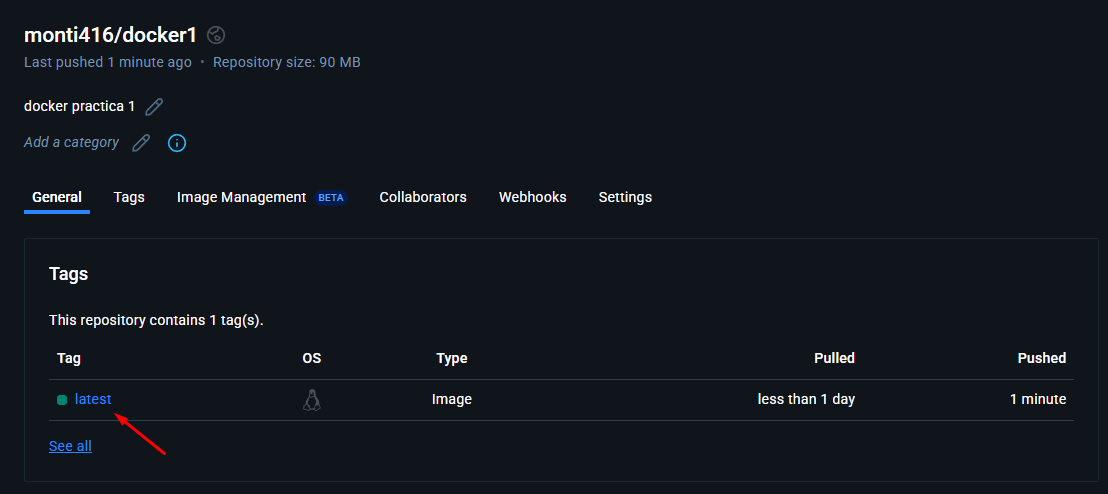 monti416/docker1
Last pushed 1 minute ago • Repository size: 90 MB
docker practica 1
Add a category
General Tags Image Management BETA Collaborators Webhooks Settings
Tags
This repository contains 1 tag(s).
Tag OS Type Pulled Pushed
latest Image less than 1 day 1 minute
See all